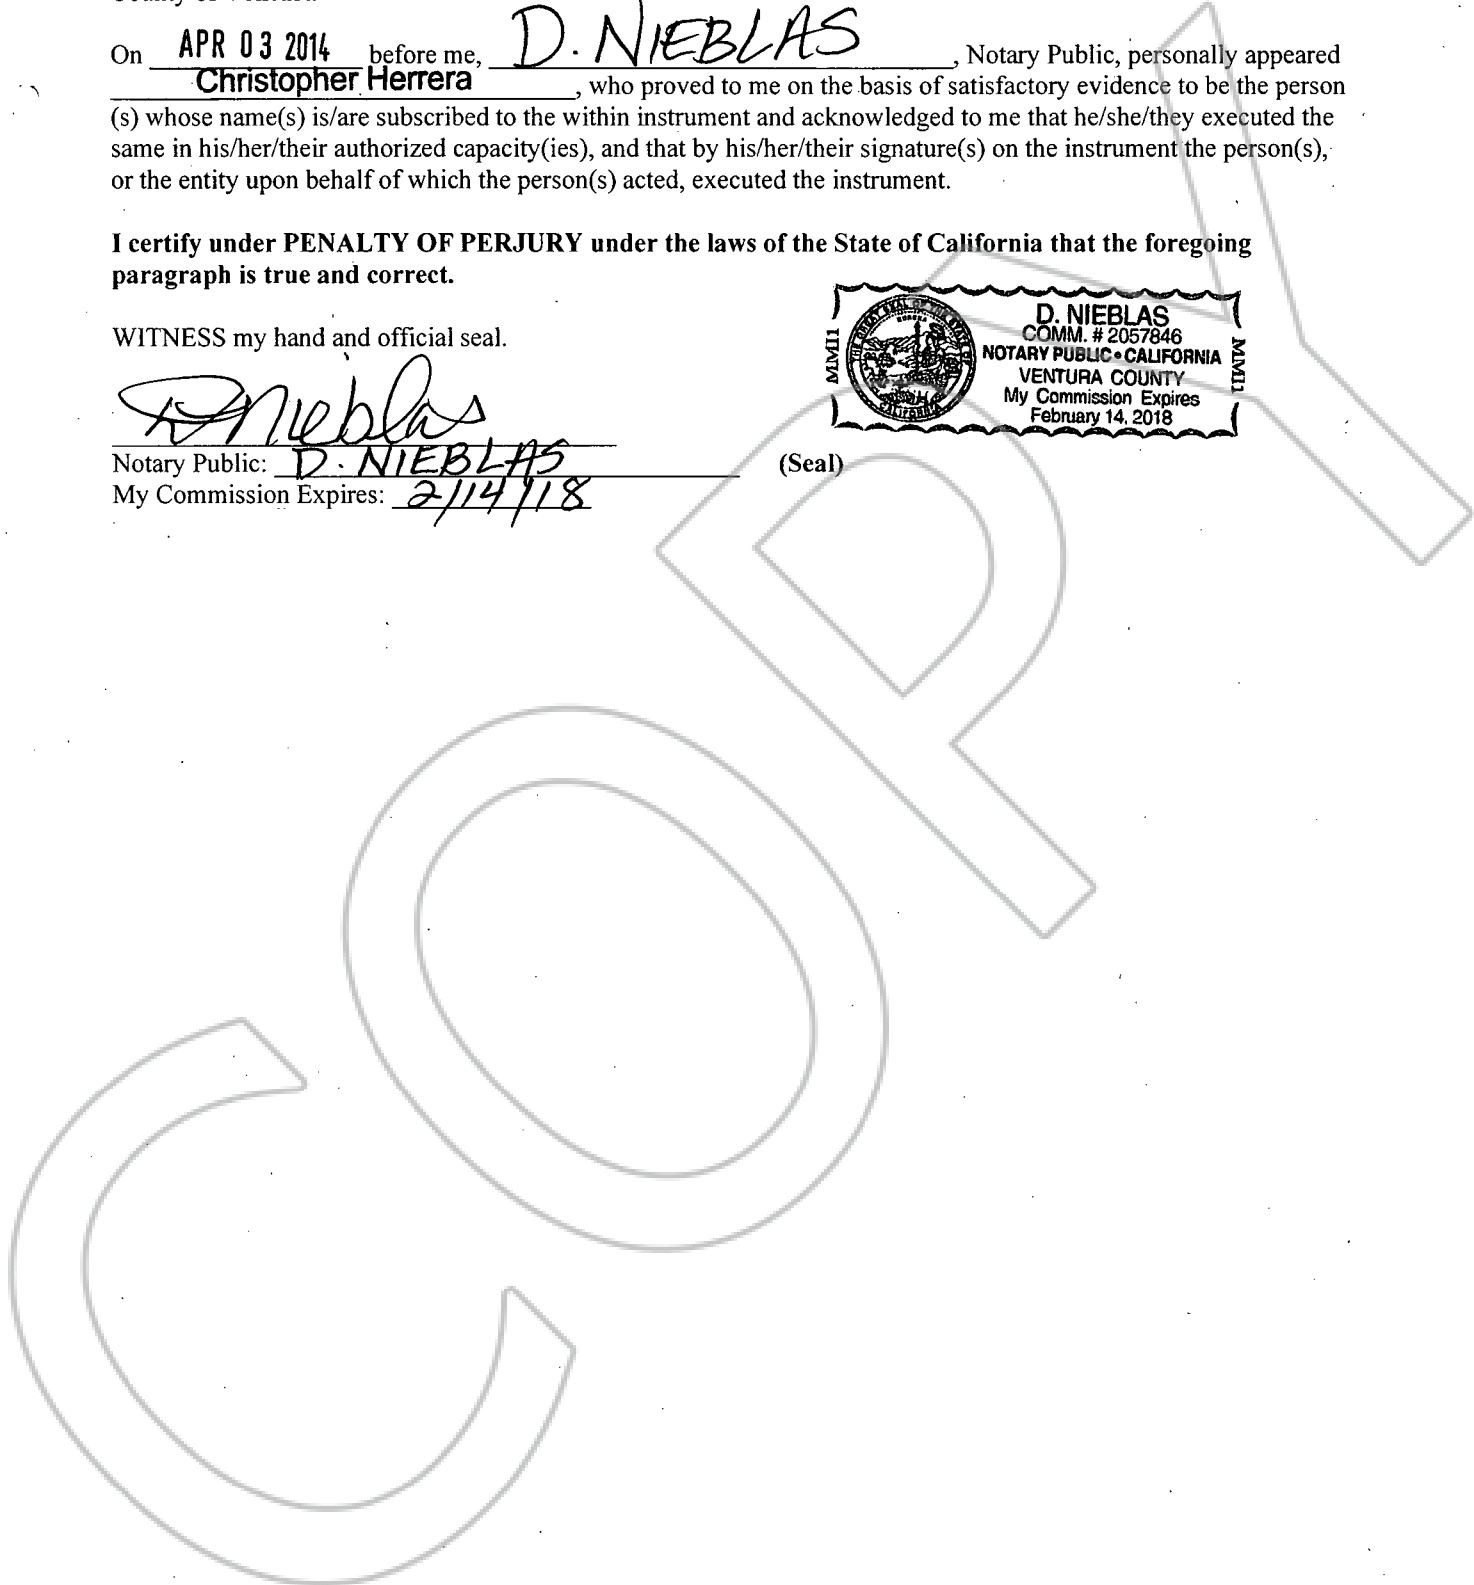 On APR 03 2014 before me, D. NIEBLAS, Notary Public, personally appeared
Christopher Herrera, who proved to me on the basis of satisfactory evidence to be the person
(s) whose name(s) is/are subscribed to the within instrument and acknowledged to me that he/she/they executed the
same in his/her/their authorized capacity(ies), and that by his/her/their signature(s) on the instrument the person(s),
or the entity upon behalf of which the person(s) acted, executed the instrument.
I certify under PENALTY OF PERJURY under the laws of the State of California that the foregoing
paragraph is true and correct.
WITNESS my hand and official seal.
D Nieblas
Notary Public: D. NIEBLAS
My Commission Expires: 2/14/18
(Seal)
MMI1
D. NIEBLAS
COMM. # 2057846
NOTARY PUBLIC • CALIFORNIA
VENTURA COUNTY
My Commission Expires
February 14, 2018
MMI1
COPY